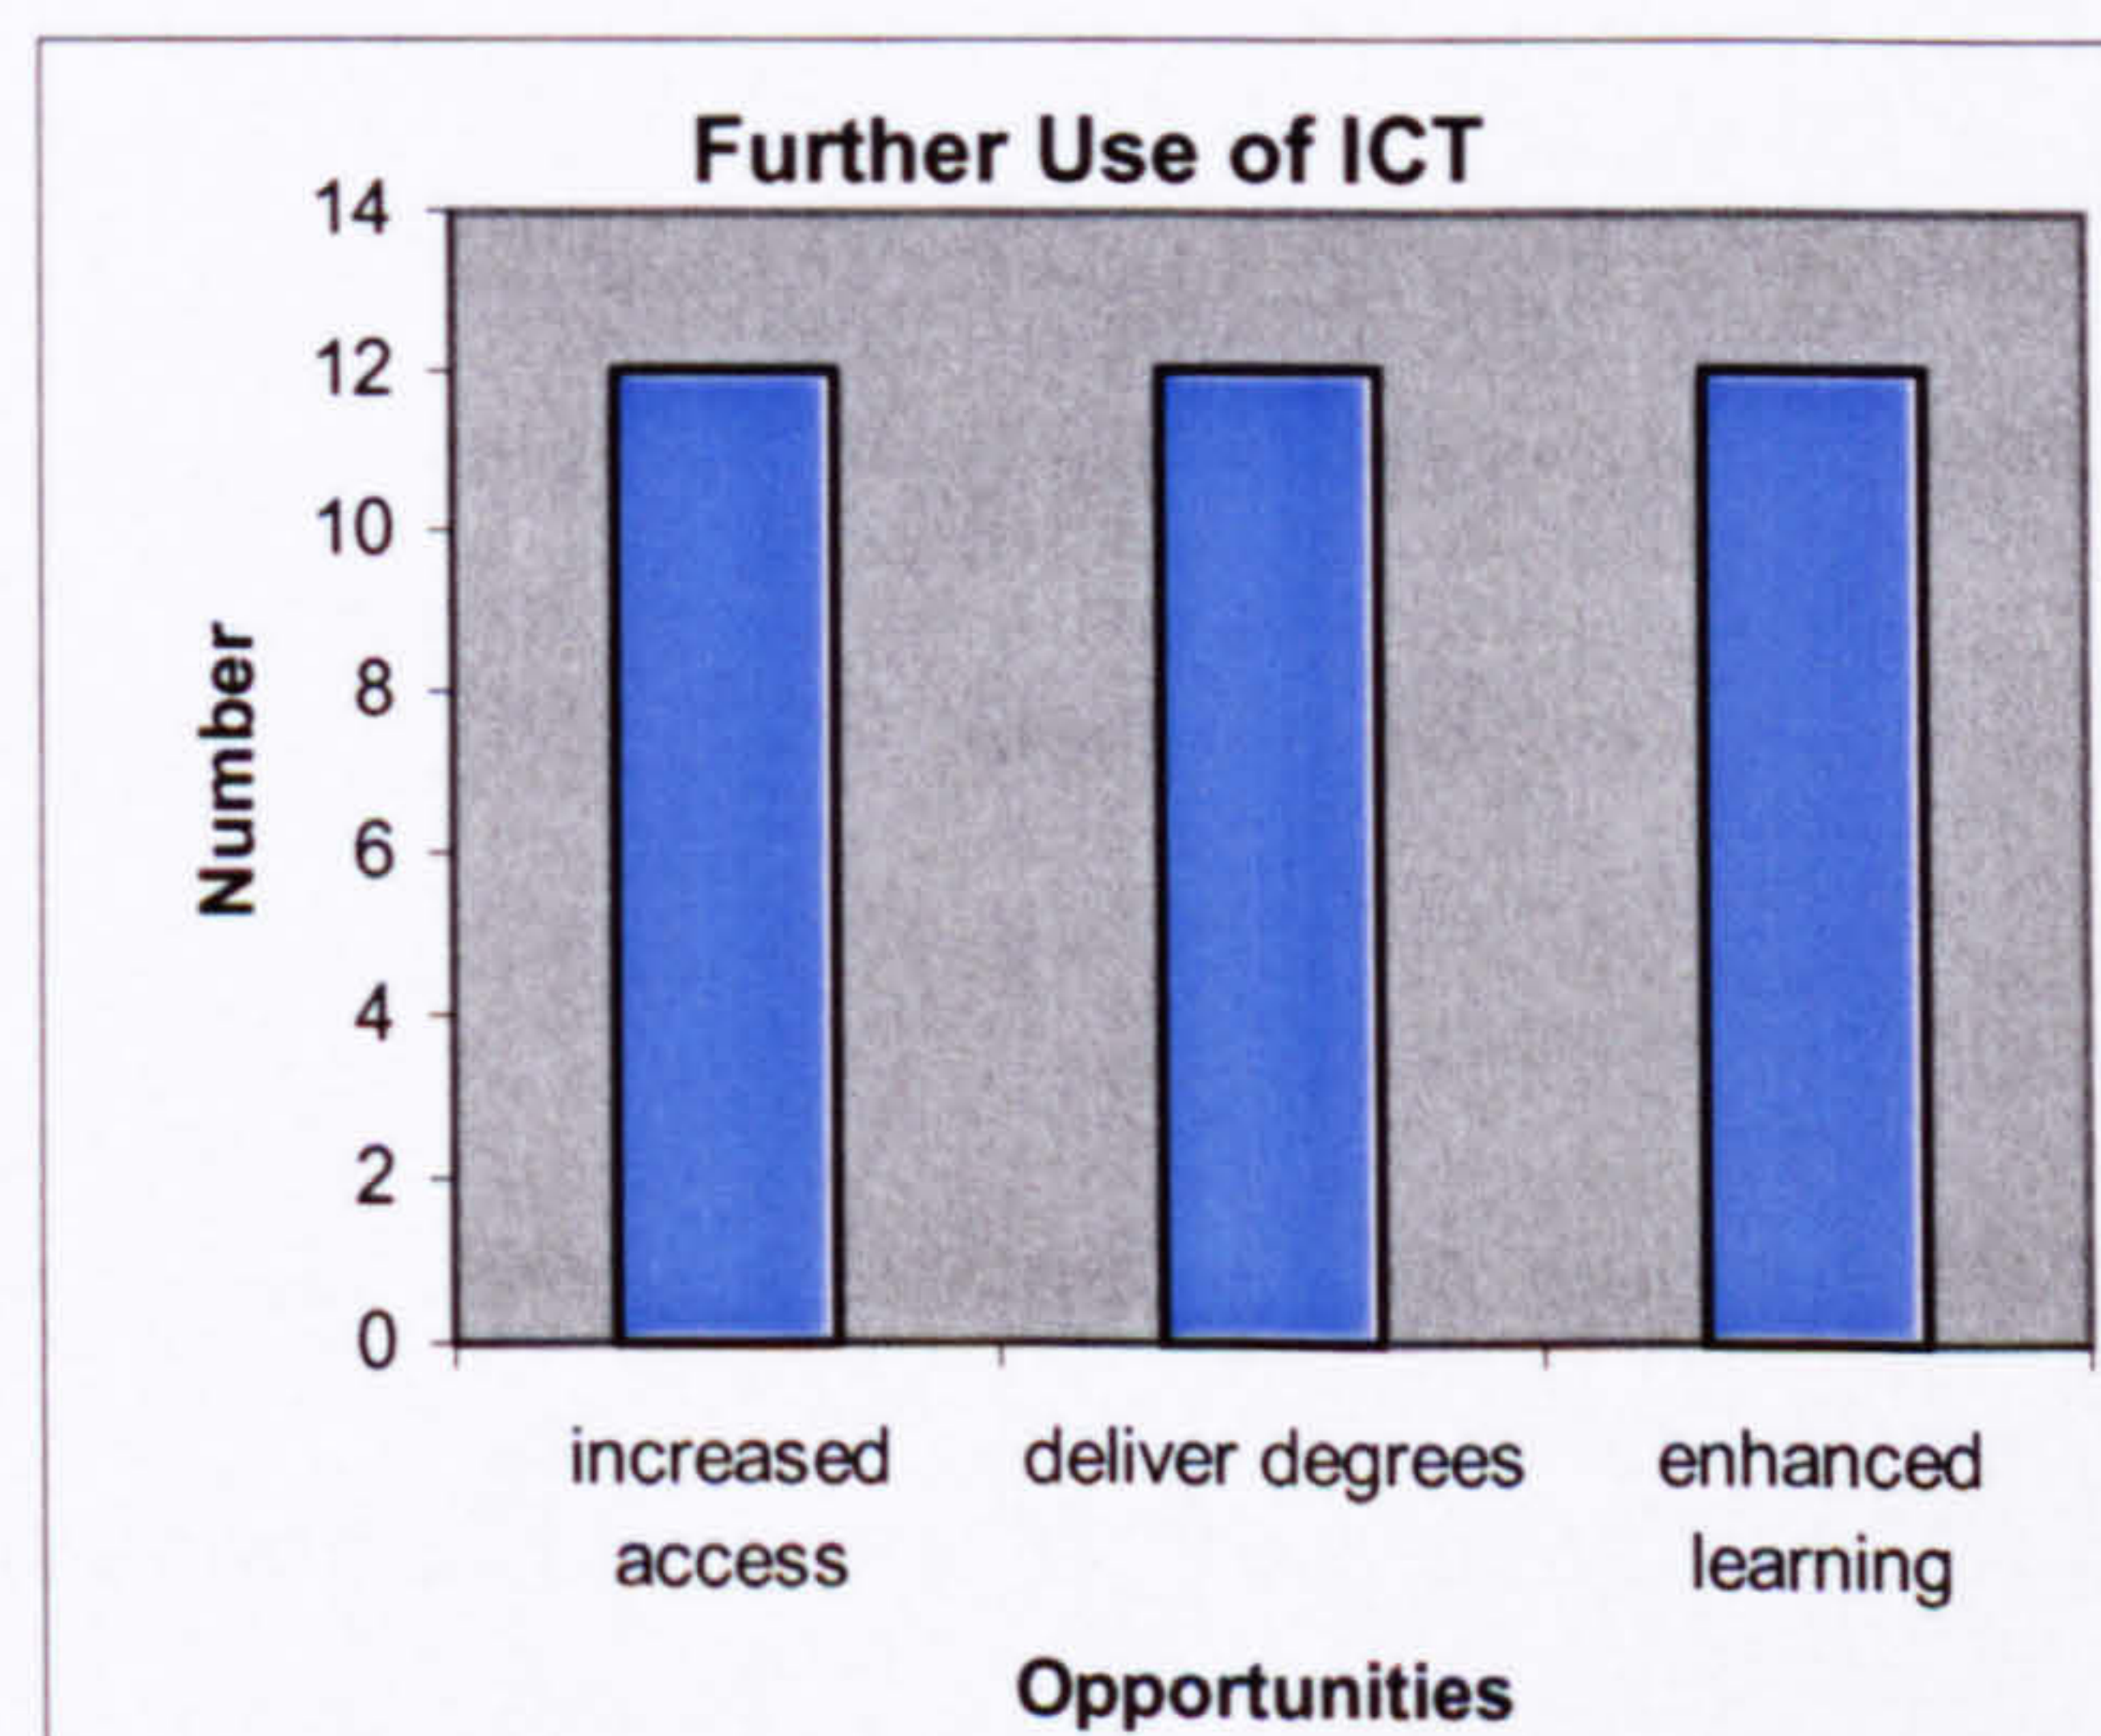 Further Use of ICT
14
12
10
8
6
4
2
0
Number
increased deliver degrees enhanced
access learning
Opportunities